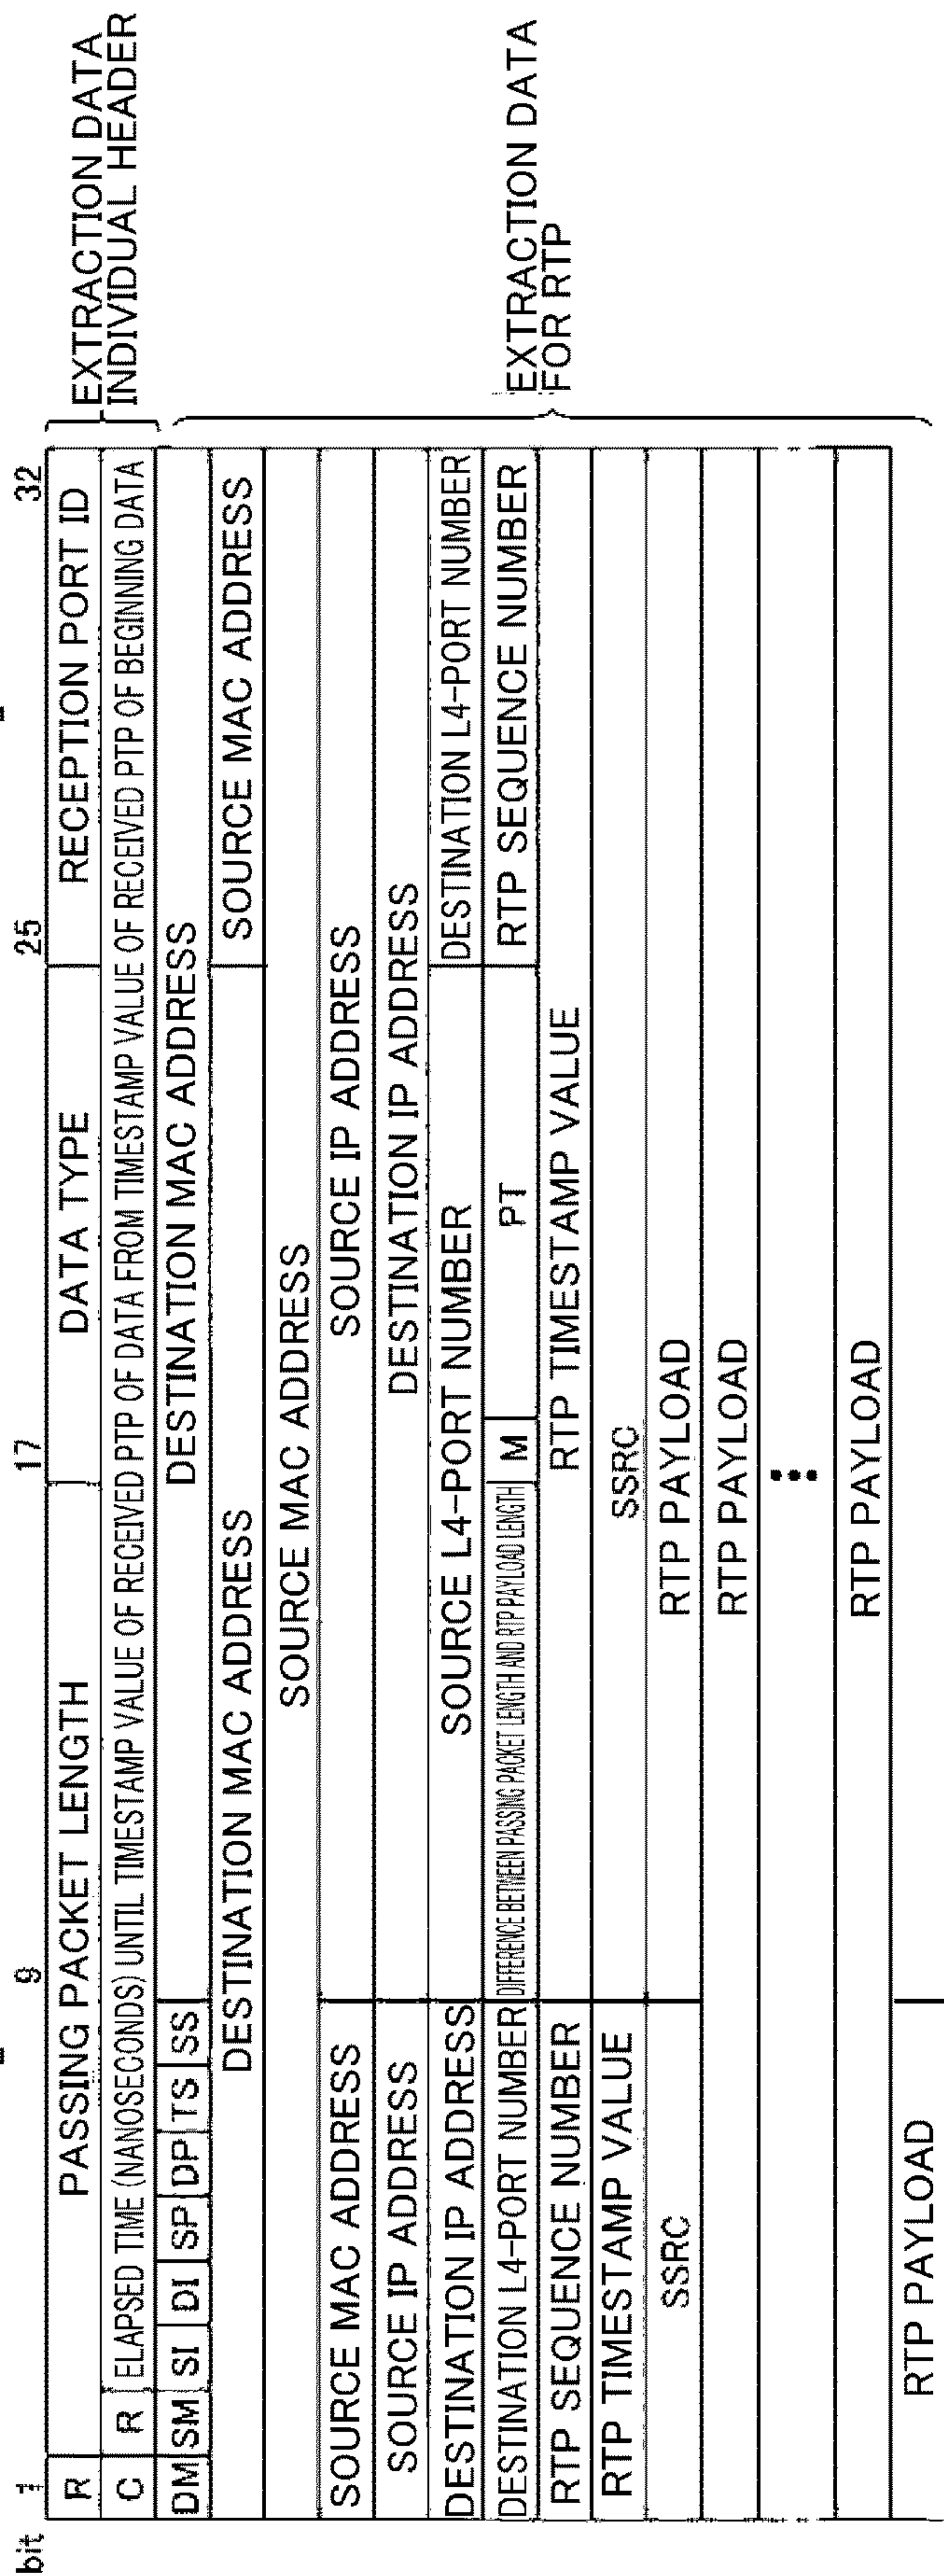 bit 1 9 17 25 32
R PASSING PACKET LENGTH DATA TYPE RECEPTION PORT ID
C R ELAPSED TIME (NANOSECONDS) UNTIL TIMESTAMP VALUE OF RECEIVED PTP OF DATA FROM TIMESTAMP VALUE OF RECEIVED PTP OF BEGINNING DATA
EXTRACTION DATA
INDIVIDUAL HEADER
DM SM SI DI SP DP TS SS DESTINATION MAC ADDRESS
DESTINATION MAC ADDRESS SOURCE MAC ADDRESS
SOURCE MAC ADDRESS
SOURCE MAC ADDRESS SOURCE IP ADDRESS
SOURCE IP ADDRESS DESTINATION IP ADDRESS
DESTINATION IP ADDRESS SOURCE L4-PORT NUMBER DESTINATION L4-PORT NUMBER
DESTINATION L4-PORT NUMBER DIFFERENCE BETWEEN PASSING PACKET LENGTH AND RTP PAYLOAD LENGTH M PT RTP SEQUENCE NUMBER
RTP SEQUENCE NUMBER RTP TIMESTAMP VALUE
RTP TIMESTAMP VALUE SSRC
SSRC RTP PAYLOAD
RTP PAYLOAD
RTP PAYLOAD
RTP PAYLOAD
EXTRACTION DATA
FOR RTP